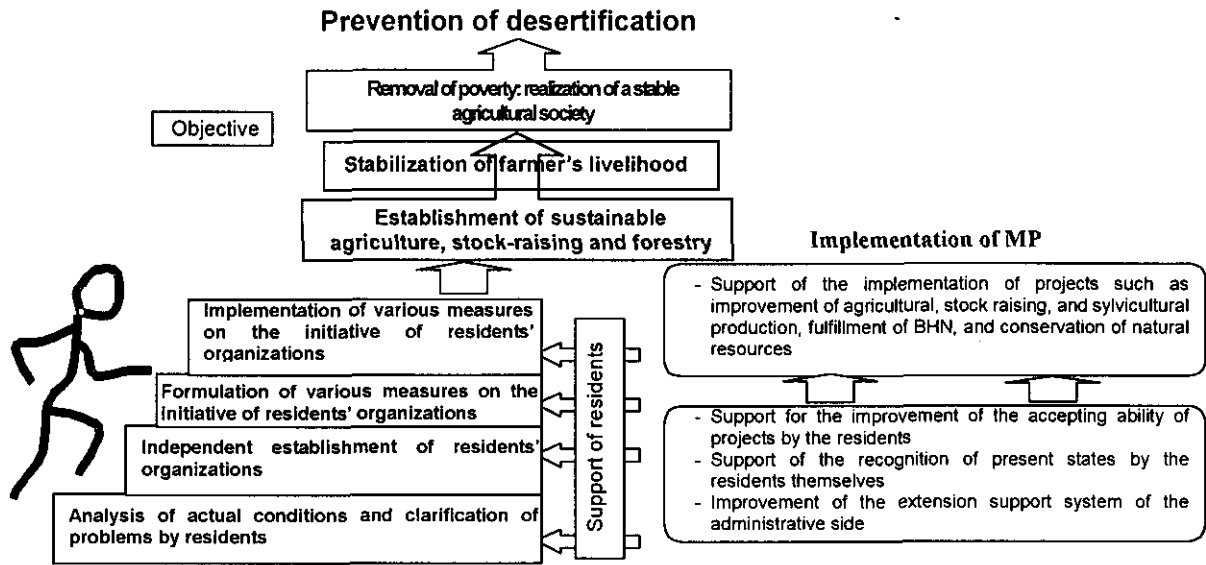 Prevention of desertification
Removal of poverty: realization of a stable
agricultural society
Objective
Stabilization of farmer's livelihood
Establishment of sustainable
agriculture, stock-raising and forestry
Implementation of various measures
on the initiative of residents'
organizations
Formulation of various measures on the
initiative of residents' organizations
Independent establishment of residents'
organizations
Analysis of actual conditions and clarification of
problems by residents
Support of residents
Implementation of MP
- Support of the implementation of projects such as
improvement of agricultural, stock raising, and sylvicultural
production, fulfillment of BHN, and conservation of natural
resources
- Support for the improvement of the accepting ability of
projects by the residents
- Support of the recognition of present states by the
residents themselves
- Improvement of the extension support system of the
administrative side